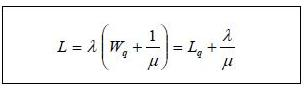 L = λ ( W_q + 1/μ ) = L_q + λ/μ